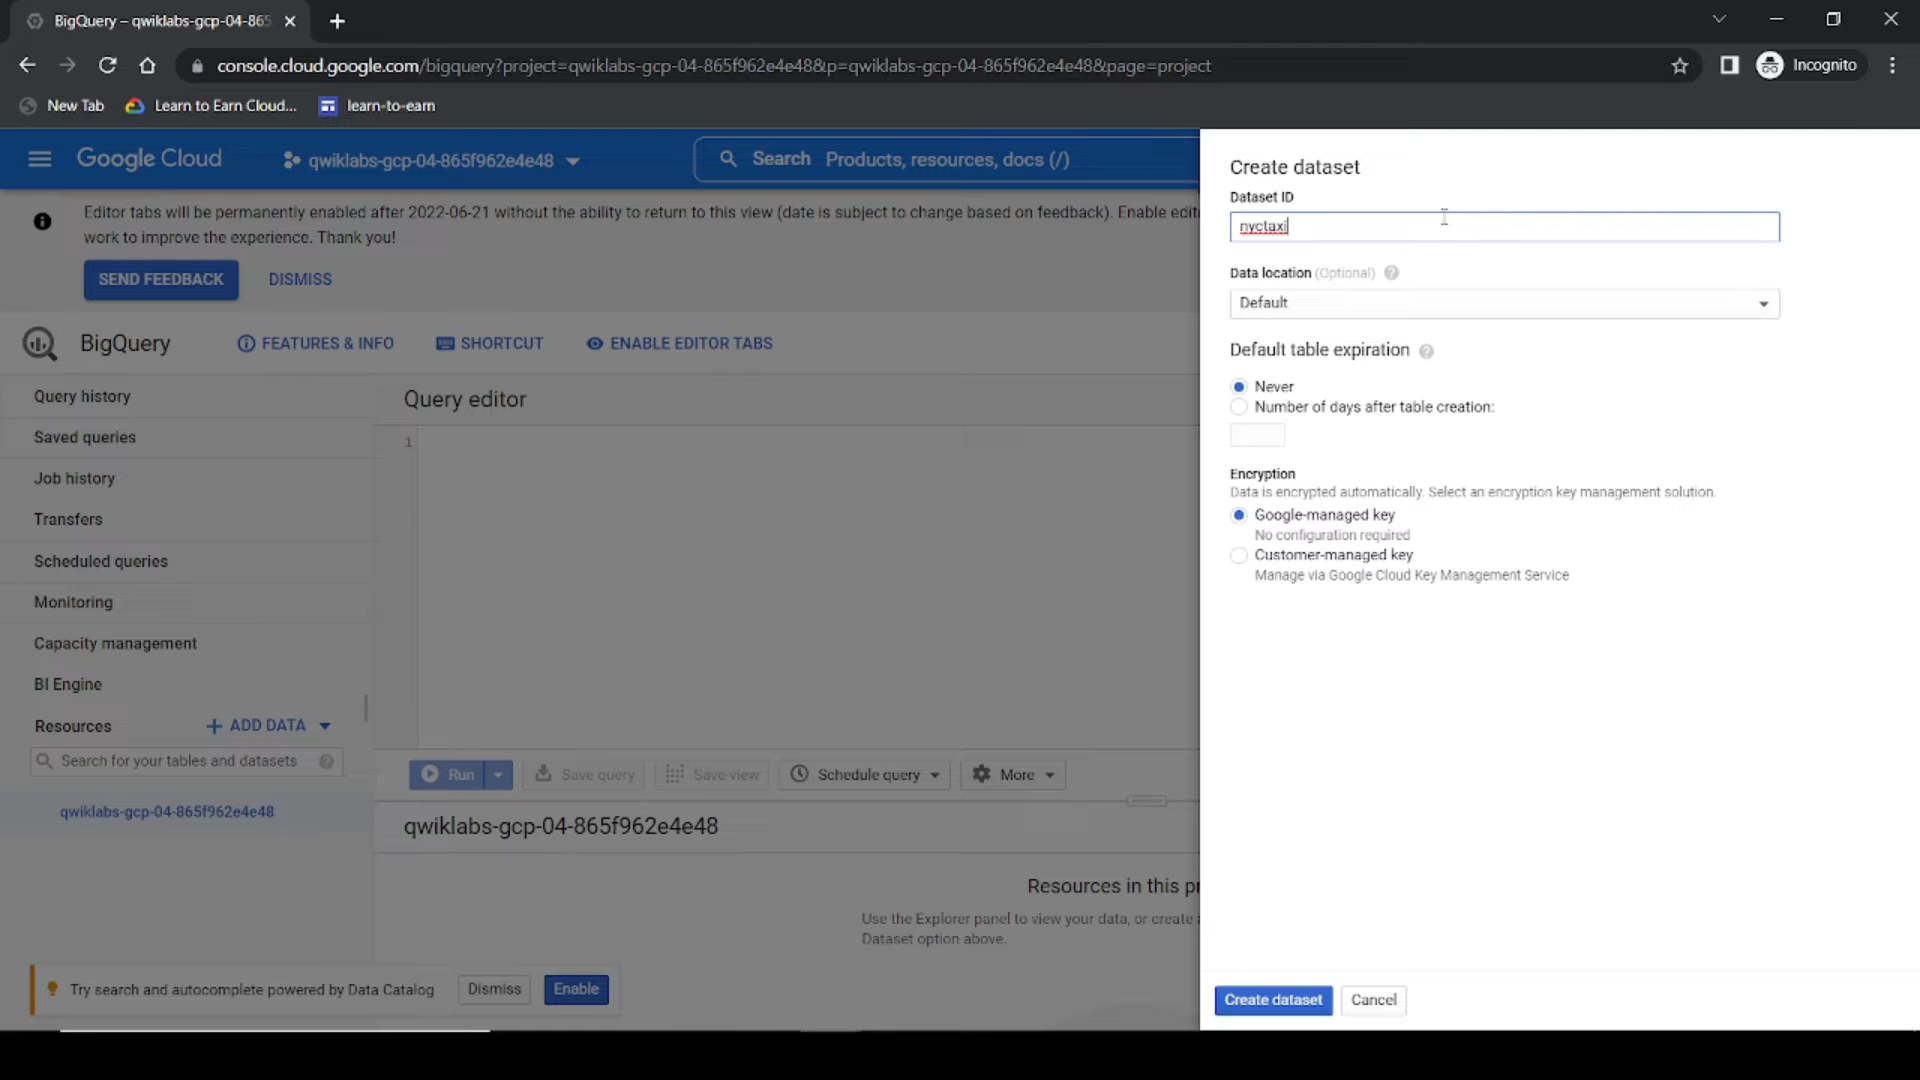 BigQuery – qwiklabs-gcp-04-865
console.cloud.google.com/bigquery?project=qwiklabs-gcp-04-865f962e4e48&p=qwiklabs-gcp-04-865f962e4e48&page=project
Incognito
New Tab
Learn to Earn Cloud...
learn-to-earn
Google Cloud
qwiklabs-gcp-04-865f962e4e48
Search Products, resources, docs (/)
Editor tabs will be permanently enabled after 2022-06-21 without the ability to return to this view (date is subject to change based on feedback). Enable edit
work to improve the experience. Thank you!
SEND FEEDBACK
DISMISS
BigQuery
FEATURES & INFO
SHORTCUT
ENABLE EDITOR TABS
Query history
Saved queries
Job history
Transfers
Scheduled queries
Monitoring
Capacity management
BI Engine
Resources
ADD DATA
Search for your tables and datasets
qwiklabs-gcp-04-865f962e4e48
Query editor
1
Run
Save query
Save view
Schedule query
More
qwiklabs-gcp-04-865f962e4e48
Resources in this pr
Use the Explorer panel to view your data, or create
Dataset option above.
Try search and autocomplete powered by Data Catalog
Dismiss
Enable
Create dataset
Dataset ID
nyctaxi
Data location (Optional)
Default
Default table expiration
Never
Number of days after table creation:
Encryption
Data is encrypted automatically. Select an encryption key management solution.
Google-managed key
No configuration required
Customer-managed key
Manage via Google Cloud Key Management Service
Create dataset
Cancel